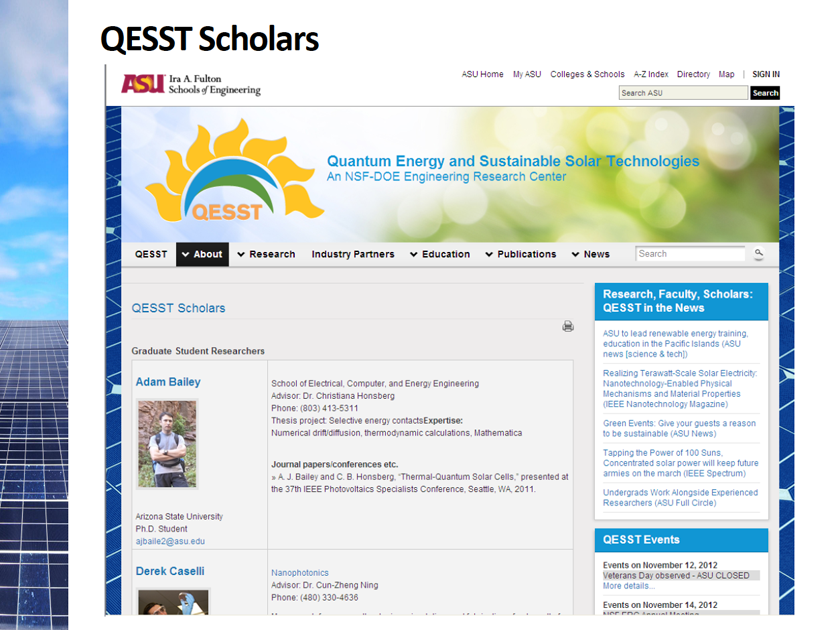 QESST Scholars
ASU Ira A. Fulton
Schools of Engineering
ASU Home My ASU Colleges & Schools A-Z Index Directory Map | SIGN IN
Search ASU Search
Quantum Energy and Sustainable Solar Technologies
An NSF-DOE Engineering Research Center
QESST
QESST About Research Industry Partners Education Publications News Search
QESST Scholars
Graduate Student Researchers
Adam Bailey
Arizona State University
Ph.D. Student
ajbaile2@asu.edu
School of Electrical, Computer, and Energy Engineering
Advisor: Dr. Christiana Honsberg
Phone: (803) 413-5311
Thesis project: Selective energy contactsExpertise:
Numerical drift/diffusion, thermodynamic calculations, Mathematica
Journal papers/conferences etc.
» A. J. Bailey and C. B. Honsberg, "Thermal-Quantum Solar Cells," presented at
the 37th IEEE Photovoltaics Specialists Conference, Seattle, WA, 2011.
Derek Caselli
Nanophotonics
Advisor: Dr. Cun-Zheng Ning
Phone: (480) 330-4636
Research, Faculty, Scholars:
QESST in the News
ASU to lead renewable energy training,
education in the Pacific Islands (ASU
news [science & tech])
Realizing Terawatt-Scale Solar Electricity:
Nanotechnology-Enabled Physical
Mechanisms and Material Properties
(IEEE Nanotechnology Magazine)
Green Events: Give your guests a reason
to be sustainable (ASU News)
Tapping the Power of 100 Suns,
Concentrated solar power will keep future
armies on the march (IEEE Spectrum)
Undergrads Work Alongside Experienced
Researchers (ASU Full Circle)
QESST Events
Events on November 12, 2012
Veterans Day observed - ASU CLOSED
More details...
Events on November 14, 2012
NSF ERC Annual Meeting